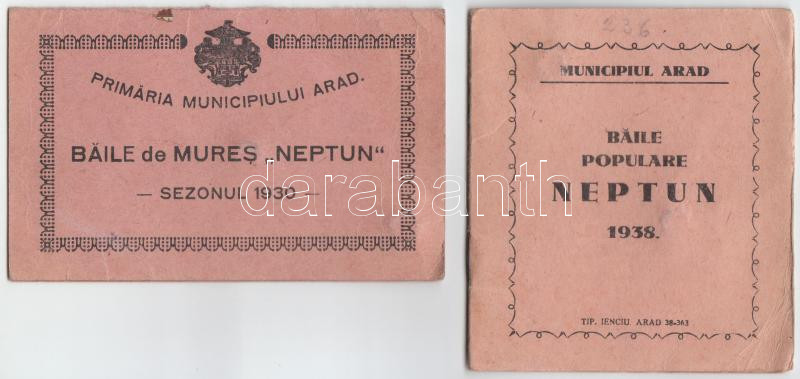 PRIMĂRIA MUNICIPIULUI ARAD.
BĂILE de MUREȘ „NEPTUN“
— SEZONUL 1930 —
236.
MUNICIPIUL ARAD
BĂILE
POPULARE
NEPTUN
1938.
TIP. IENCIU. ARAD 38-363
darabanth